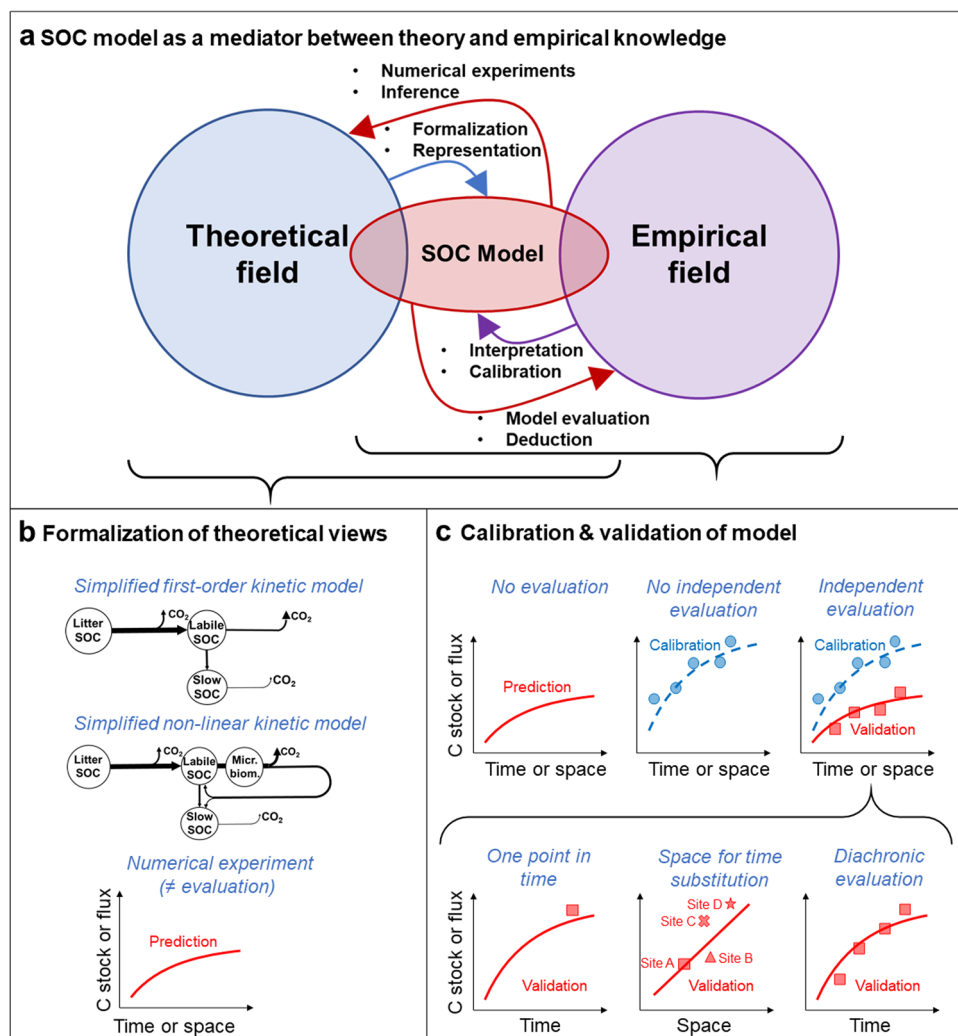 a SOC model as a mediator between theory and empirical knowledge
• Numerical experiments
• Inference
• Formalization
• Representation
Theoretical
field
SOC Model
Empirical
field
• Interpretation
• Calibration
• Model evaluation
• Deduction
b Formalization of theoretical views
Simplified first-order kinetic model
Litter
SOC
CO2
Labile
SOC
CO2
Slow
SOC
CO2
Simplified non-linear kinetic model
Litter
SOC
CO2
Labile
SOC
Micr.
biom.
CO2
Slow
SOC
CO2
Numerical experiment
(≠ evaluation)
C stock or flux
Prediction
Time or space
c Calibration & validation of model
No evaluation
C stock or flux
Prediction
Time or space
No independent
evaluation
Calibration
Time or space
Independent
evaluation
Calibration
Validation
Time or space
One point in
time
C stock or flux
Validation
Time
Space for time
substitution
Site D
Site C
Site A
Site B
Validation
Space
Diachronic
evaluation
Validation
Time